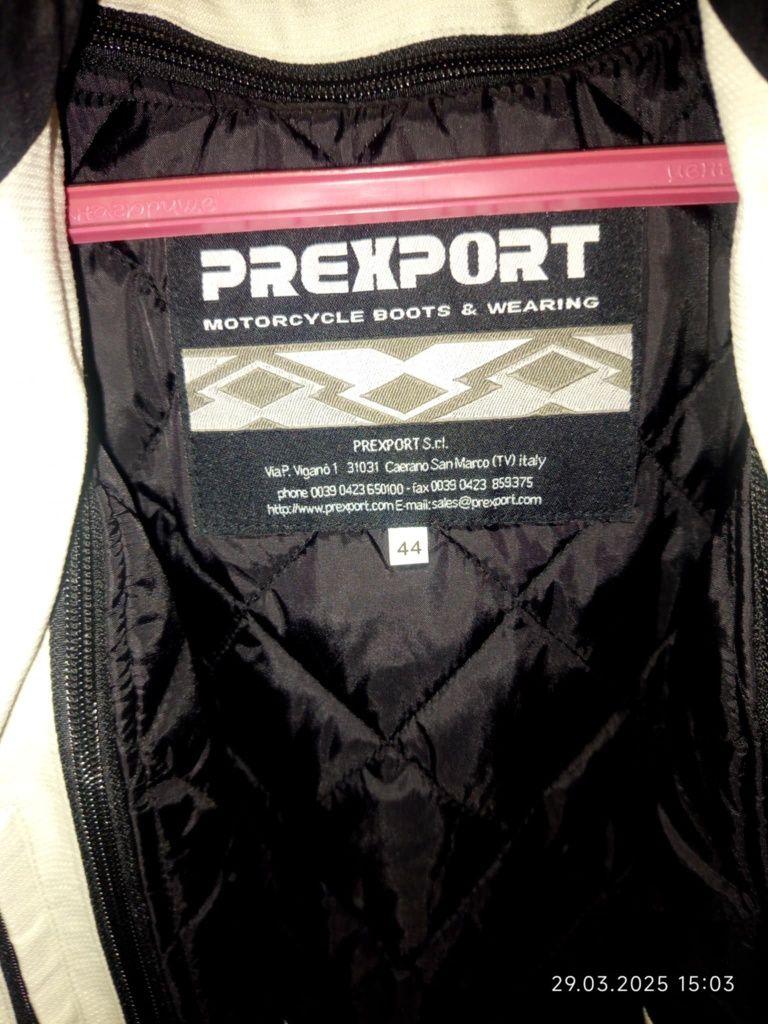 PREXPORT
MOTORCYCLE BOOTS & WEARING
PREXPORT S.r.l.
Via P. Viganò 1 31031 Caerano San Marco (TV) italy
phone 0039 0423 650100 - fax 0039 0423 859375
http://www.prexport.com E-mail: sales@prexport.com
44
29.03.2025 15:03